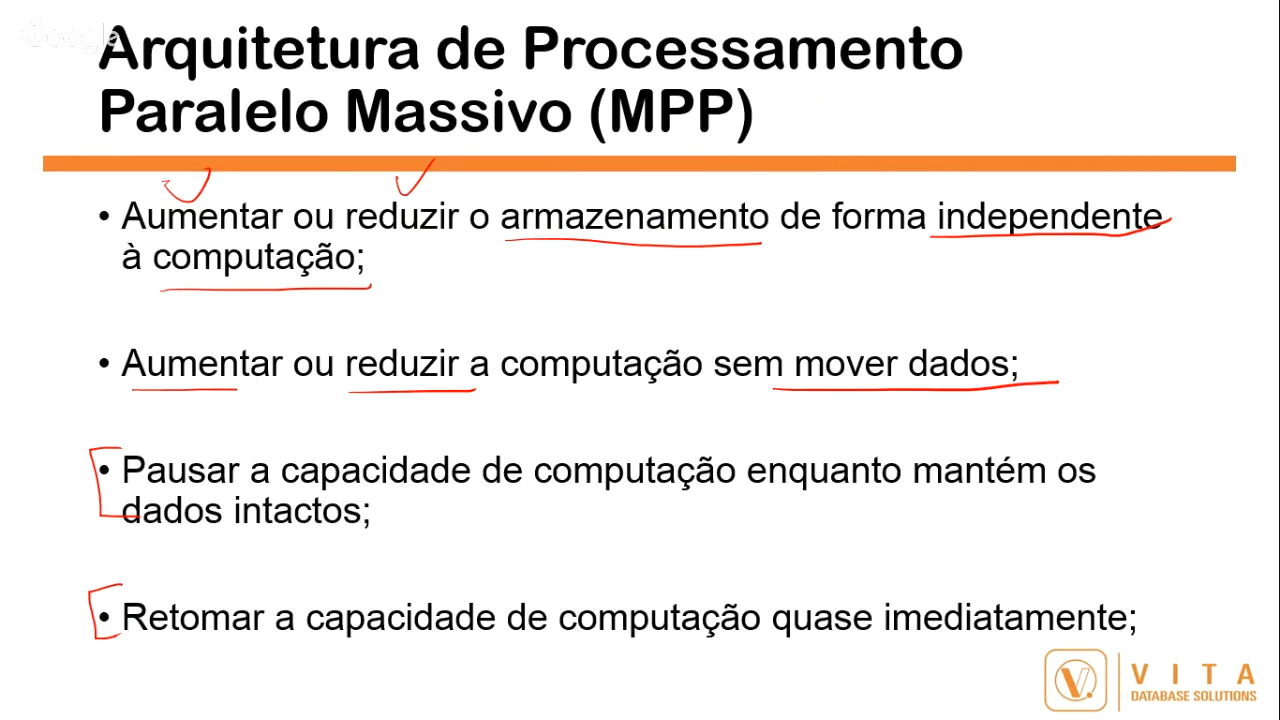 Google
Arquitetura de Processamento
Paralelo Massivo (MPP)
• Aumentar ou reduzir o armazenamento de forma independente
à computação;
• Aumentar ou reduzir a computação sem mover dados;
• Pausar a capacidade de computação enquanto mantém os
dados intactos;
• Retomar a capacidade de computação quase imediatamente;
V.
VITA
DATABASE SOLUTIONS